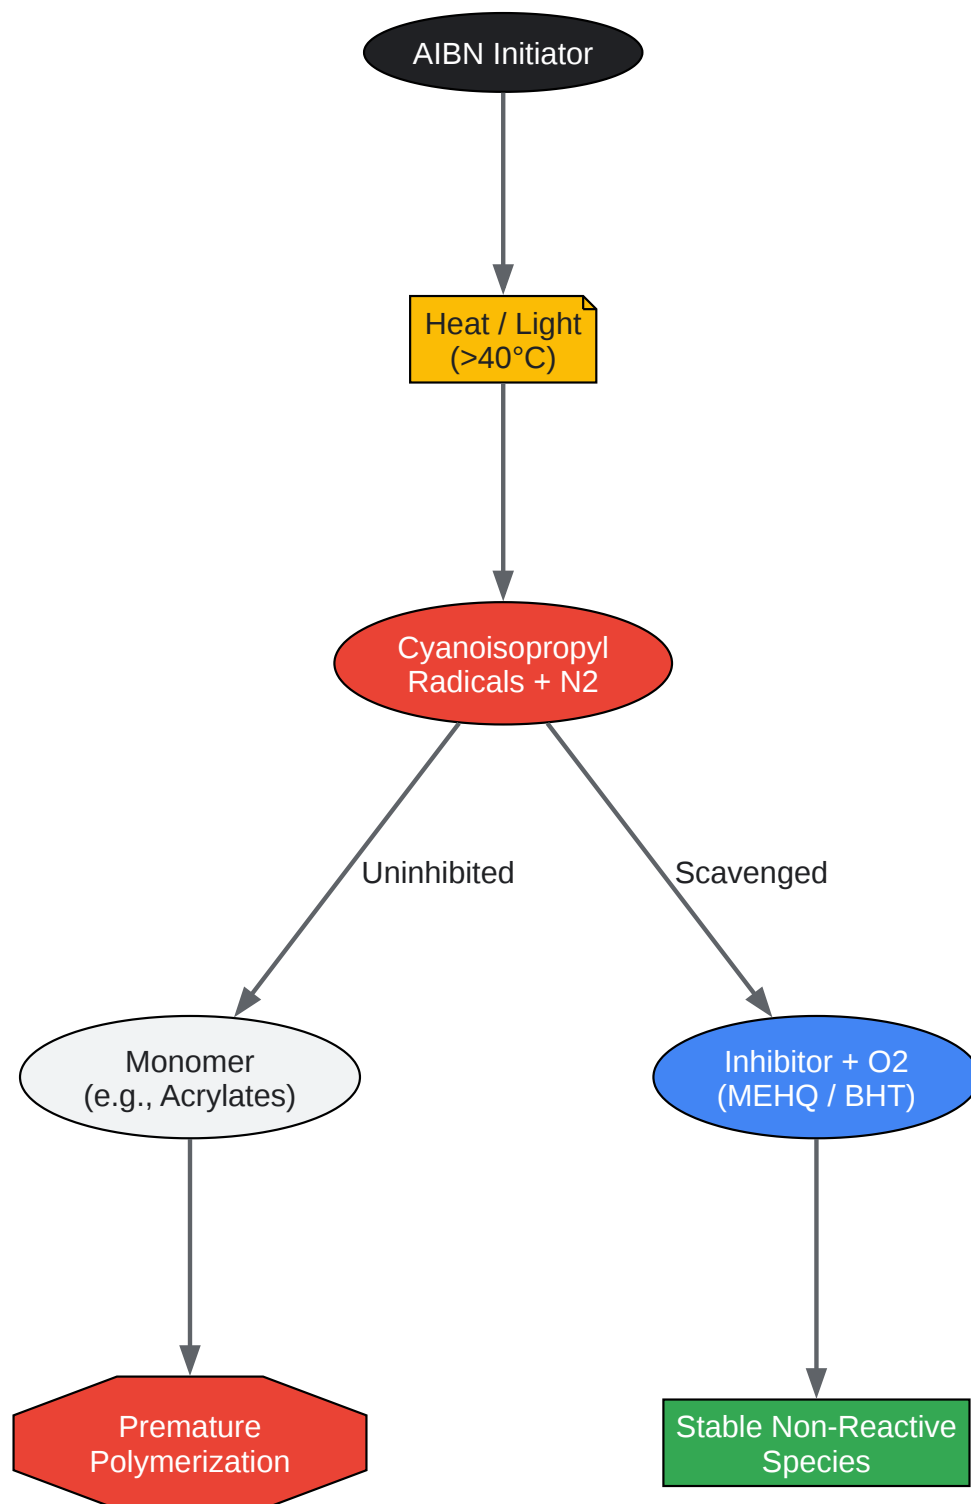 AIBN Initiator
Heat / Light
(>40°C)
Cyanoisopropyl
Radicals + N2
Uninhibited
Scavenged
Monomer
(e.g., Acrylates)
Inhibitor + O2
(MEHQ / BHT)
Premature
Polymerization
Stable Non-Reactive
Species